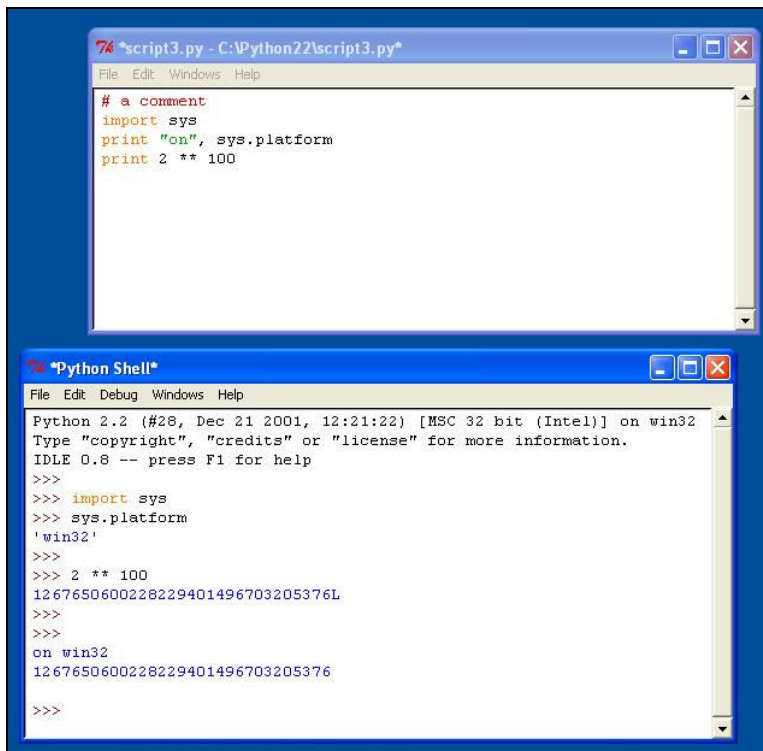 *script3.py - C:\Python22\script3.py*
File Edit Windows Help
# a comment
import sys
print "on", sys.platform
print 2 ** 100
*Python Shell*
File Edit Debug Windows Help
Python 2.2 (#28, Dec 21 2001, 12:21:22) [MSC 32 bit (Intel)] on win32
Type "copyright", "credits" or "license" for more information.
IDLE 0.8 -- press F1 for help
>>>
>>> import sys
>>> sys.platform
'win32'
>>>
>>> 2 ** 100
1267650600228229401496703205376L
>>>
>>>
on win32
1267650600228229401496703205376
>>>